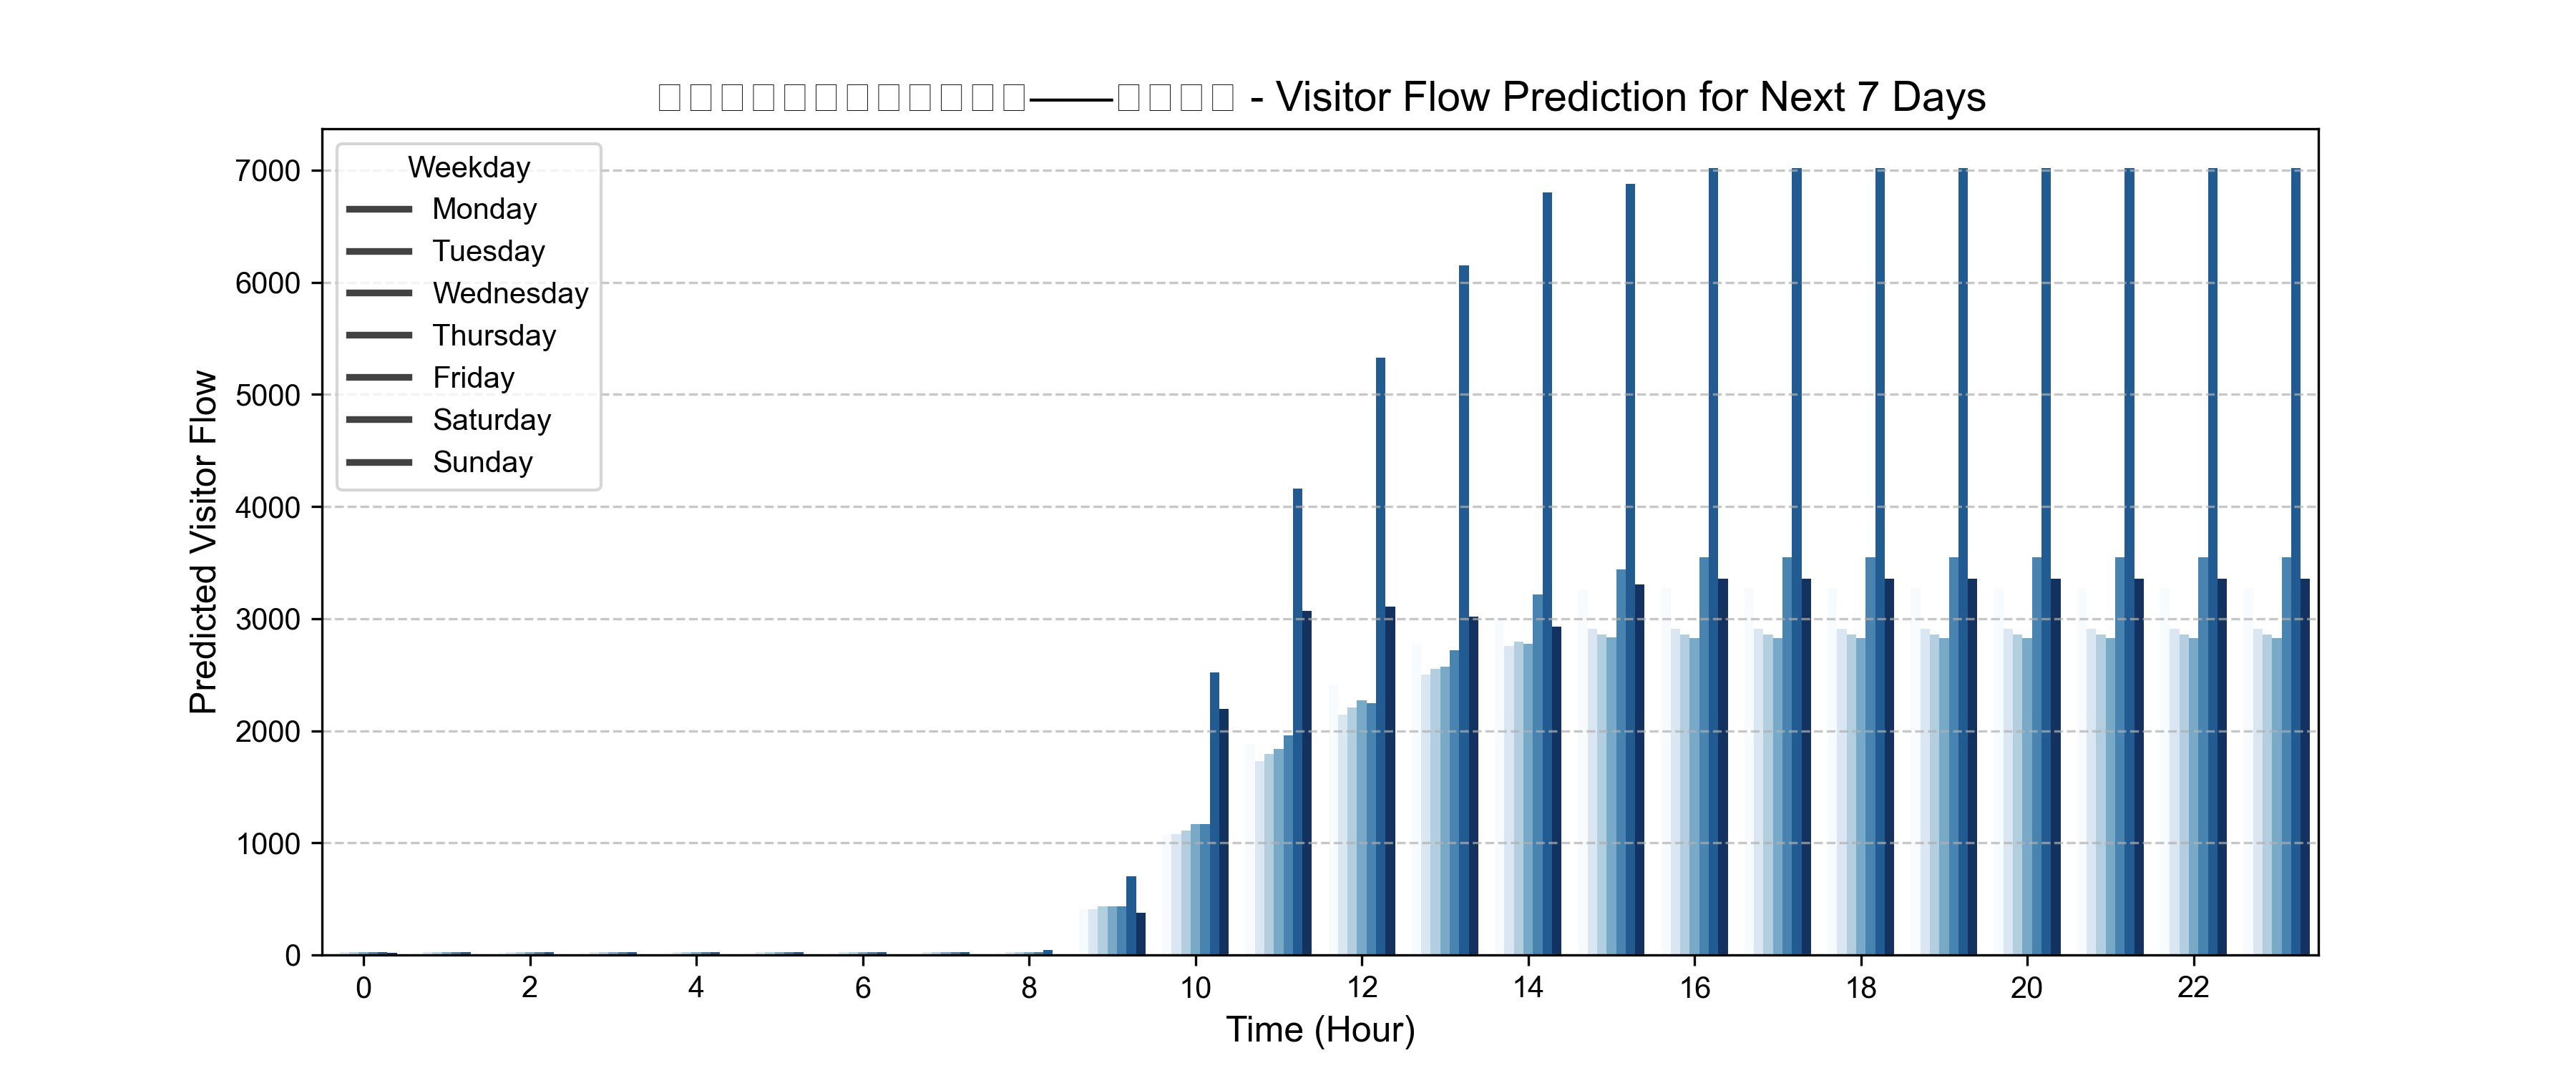 —— - Visitor Flow Prediction for Next 7 Days
Weekday
Monday
Tuesday
Wednesday
Thursday
Friday
Saturday
Sunday
Predicted Visitor Flow
7000
6000
5000
4000
3000
2000
1000
0
0 2 4 6 8 10 12 14 16 18 20 22
Time (Hour)